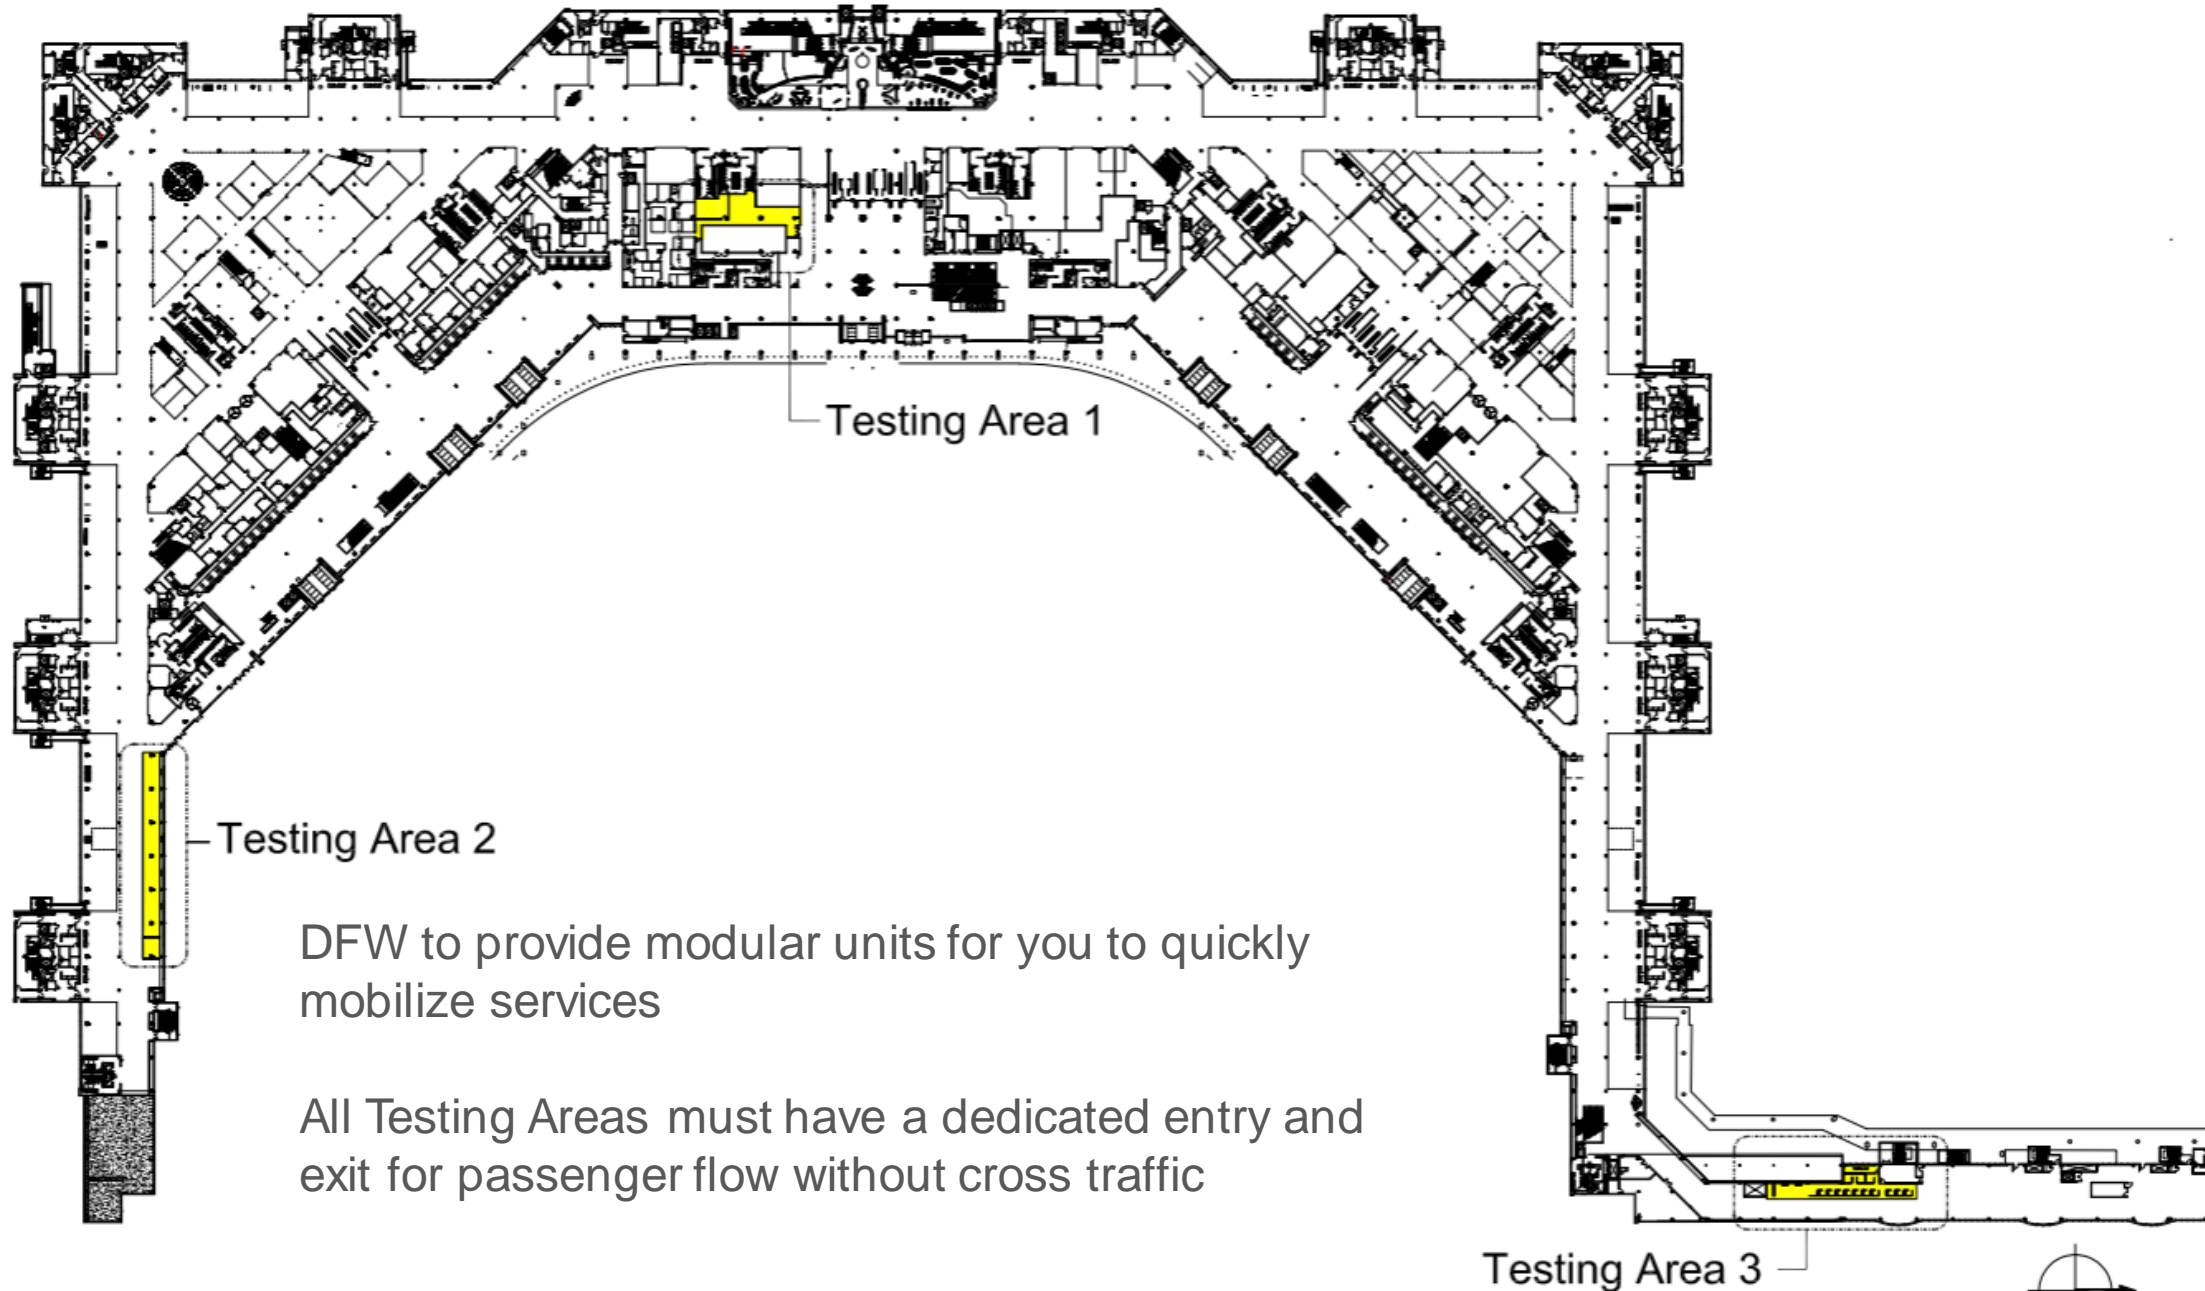 Testing Area 1
Testing Area 2
DFW to provide modular units for you to quickly
mobilize services
All Testing Areas must have a dedicated entry and
exit for passenger flow without cross traffic
Testing Area 3